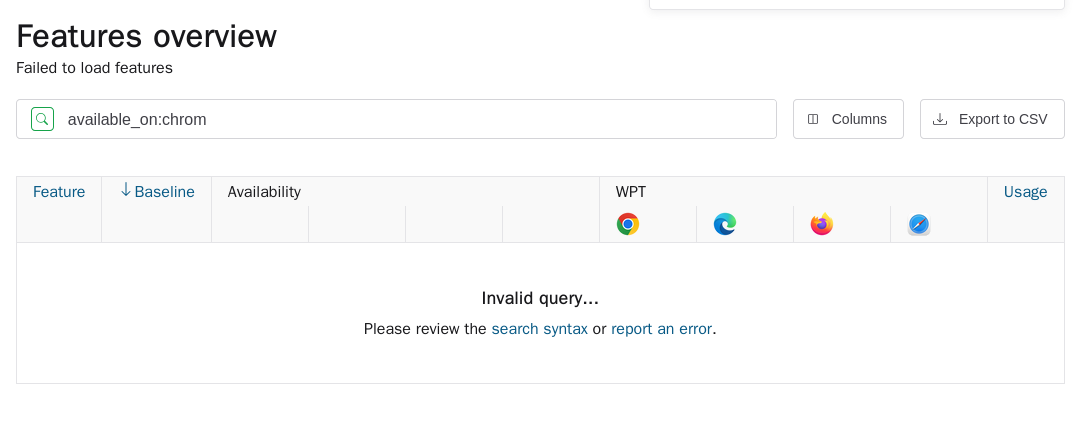 Features overview
Failed to load features
available_on:chrom
Columns
Export to CSV
Feature
Baseline
Availability
WPT
Usage
Invalid query...
Please review the search syntax or report an error.